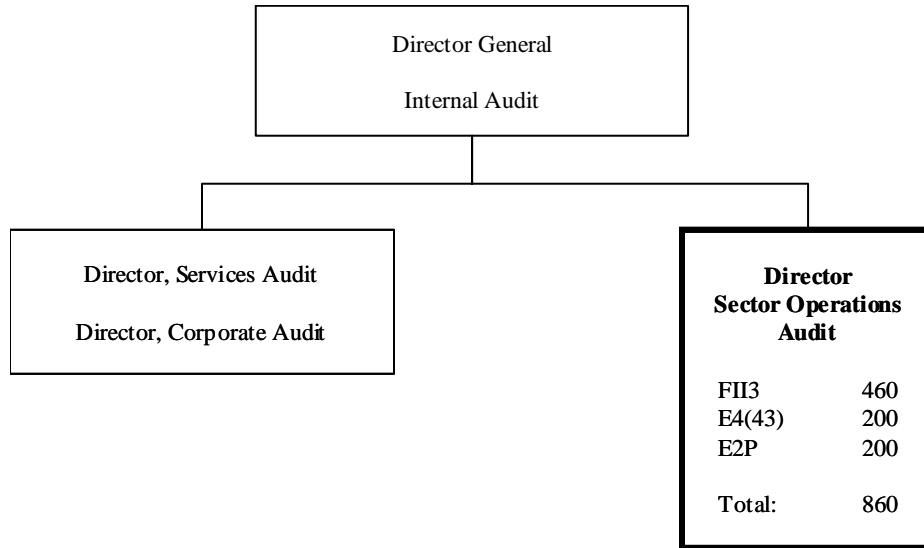 Director General
Internal Audit
Director, Services Audit
Director, Corporate Audit
Director
Sector Operations
Audit
FII3 460
E4(43) 200
E2P 200
Total: 860